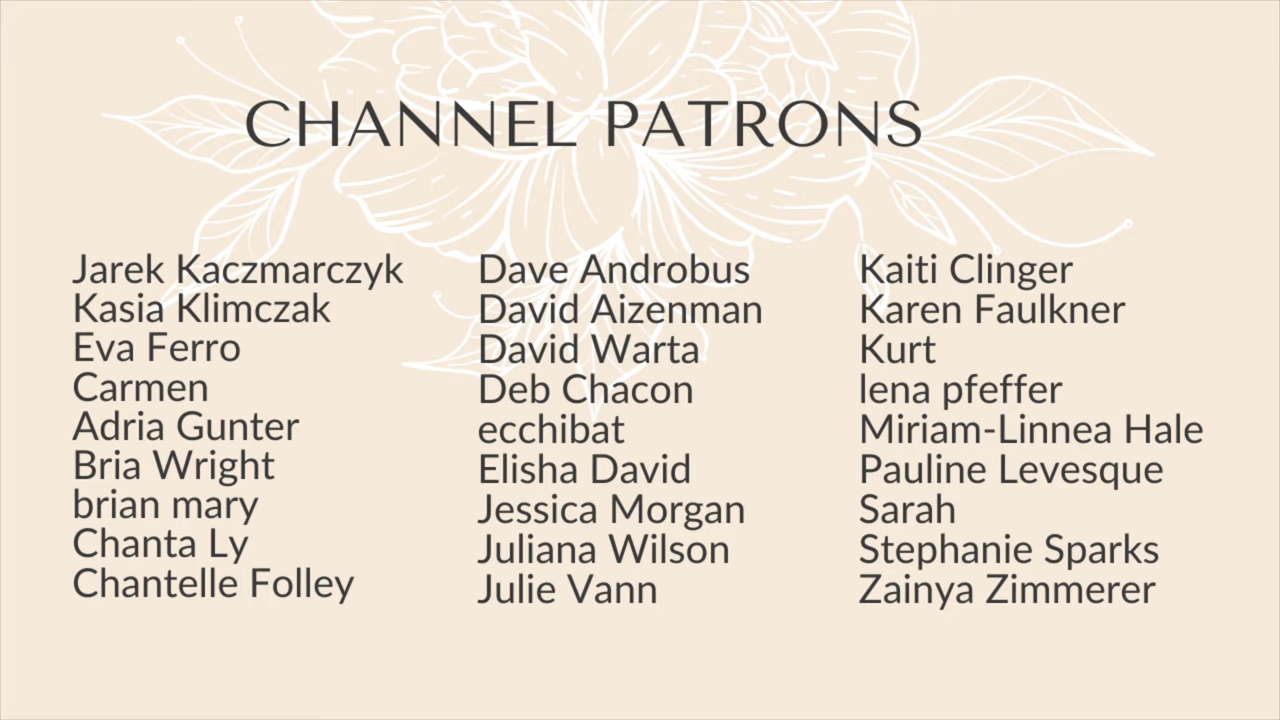 CHANNEL PATRONS
Jarek Kaczmarczyk
Kasia Klimczak
Eva Ferro
Carmen
Adria Gunter
Bria Wright
brian mary
Chanta Ly
Chantelle Folley
Dave Androbus
David Aizenman
David Warta
Deb Chacon
ecchibat
Elisha David
Jessica Morgan
Juliana Wilson
Julie Vann
Kaiti Clinger
Karen Faulkner
Kurt
lena pfeffer
Miriam-Linnea Hale
Pauline Levesque
Sarah
Stephanie Sparks
Zainya Zimmerer